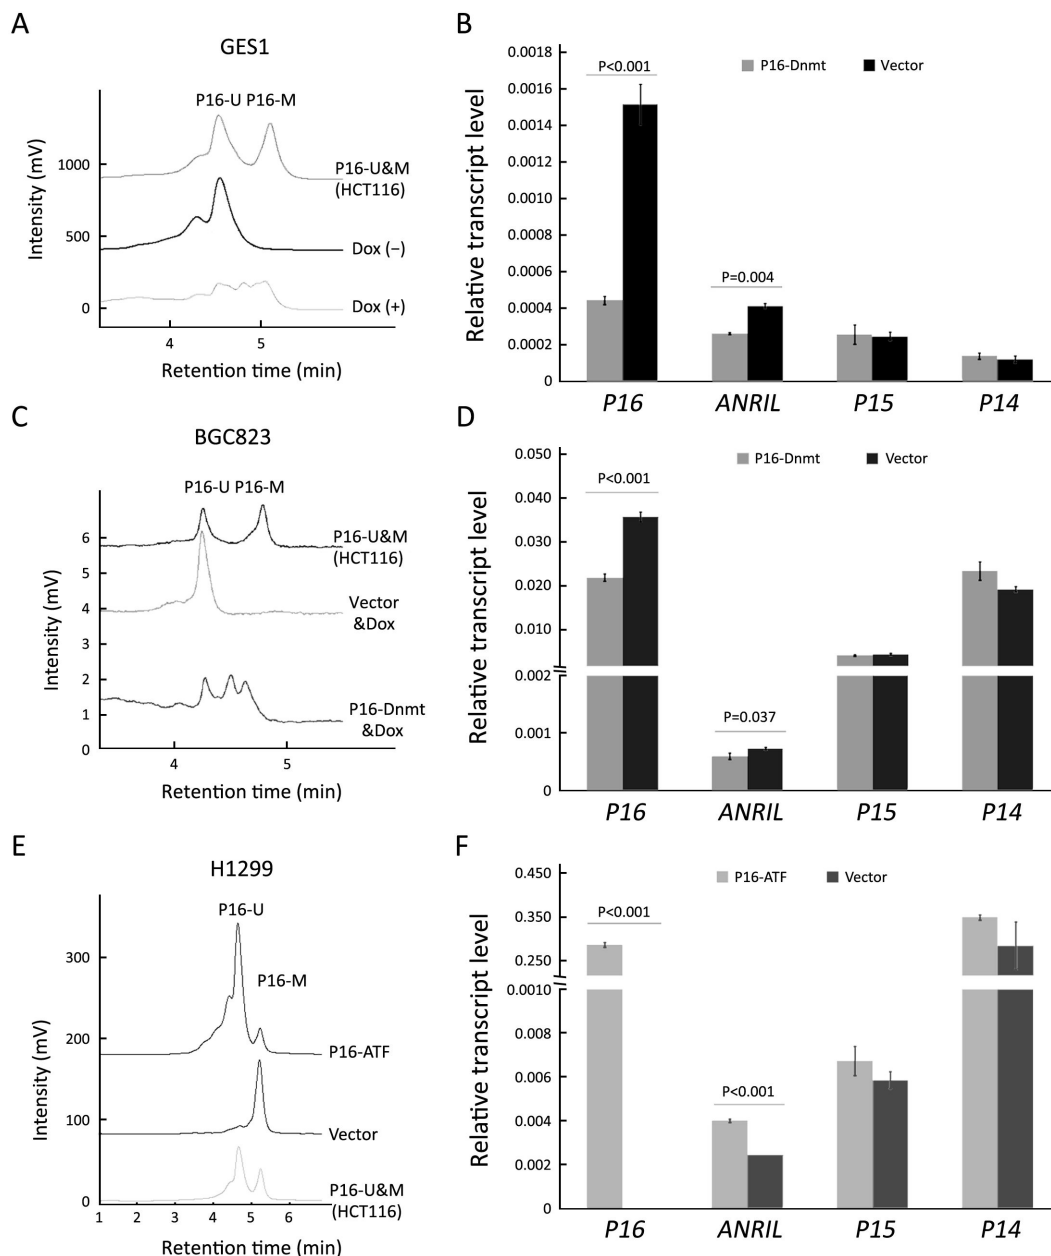 A
GES1
P16-U P16-M
1000
500
0
P16-U&M
(HCT116)
Dox (−)
Dox (+)
4 5
Intensity (mV)
Retention time (min)
B
0.0018
0.0016
0.0014
0.0012
0.0010
0.0008
0.0006
0.0004
0.0002
0
Relative transcript level
P16-Dnmt Vector
P<0.001
P=0.004
P16 ANRIL P15 P14
C
BGC823
P16-U P16-M
6
5
4
3
2
1
0
P16-U&M
(HCT116)
Vector
&Dox
P16-Dnmt
&Dox
4 5
Intensity (mV)
Retention time (min)
D
0.050
0.040
0.030
0.020
0.010
0.002
0.001
0
Relative transcript level
P16-Dnmt Vector
P<0.001
P=0.037
P16 ANRIL P15 P14
E
H1299
P16-U
P16-M
300
200
100
0
P16-ATF
Vector
P16-U&M
(HCT116)
1 2 3 4 5 6
Intensity (mV)
Retention time (min)
F
0.450
0.350
0.250
0.0010
0.008
0.006
0.004
0.002
0
Relative transcript level
P16-ATF Vector
P<0.001
P<0.001
P16 ANRIL P15 P14